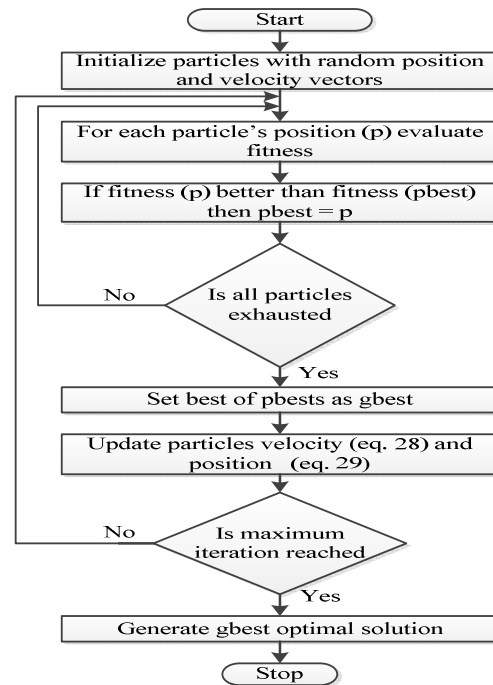 Start
Initialize particles with random position
and velocity vectors
For each particle's position (p) evaluate
fitness
If fitness (p) better than fitness (pbest)
then pbest = p
No
Is all particles
exhausted
Yes
Set best of pbests as gbest
Update particles velocity (eq. 28) and
position (eq. 29)
No
Is maximum
iteration reached
Yes
Generate gbest optimal solution
Stop